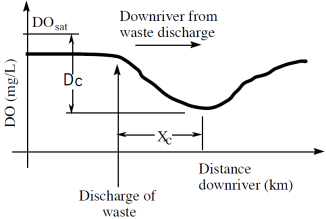 DOsat
Downriver from
waste discharge
Dc
DO (mg/L)
Xc
Distance
downriver (km)
Discharge of
waste